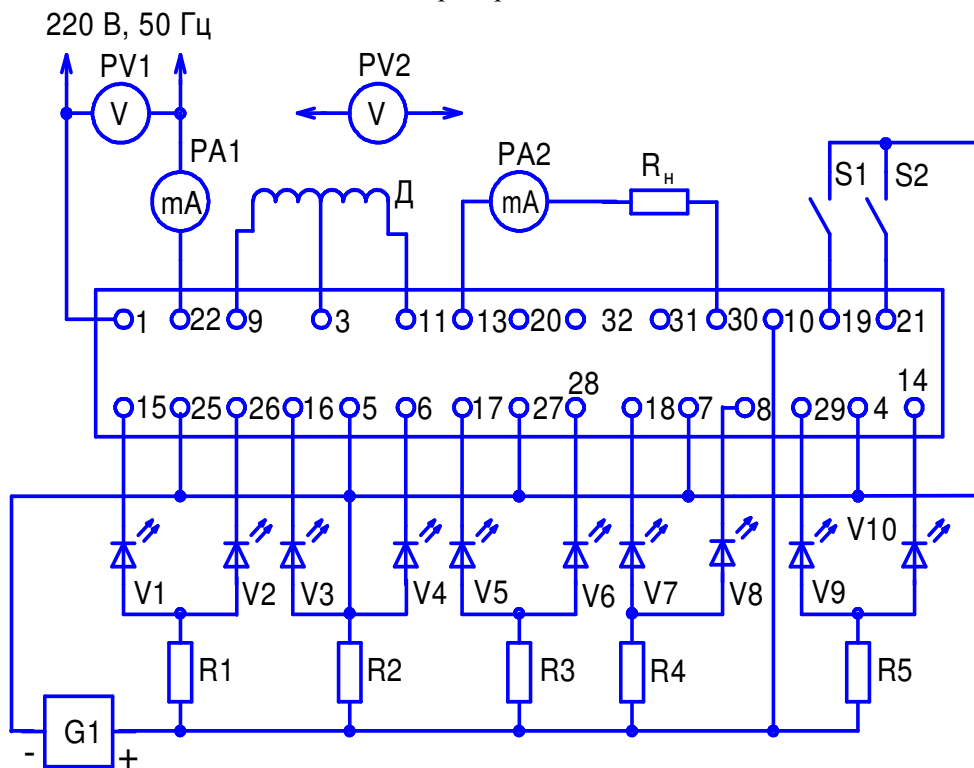 220 В, 50 Гц
PV1 PV2
V V
PA1 PA2 Rн S1 S2
mA Д mA
1 22 9 3 11 13 20 32 31 30 10 19 21
28 14
15 25 26 16 5 6 17 27 18 7 8 29 4
V10
V1 V2 V3 V4 V5 V6 V7 V8 V9
R1 R2 R3 R4 R5
G1
- +